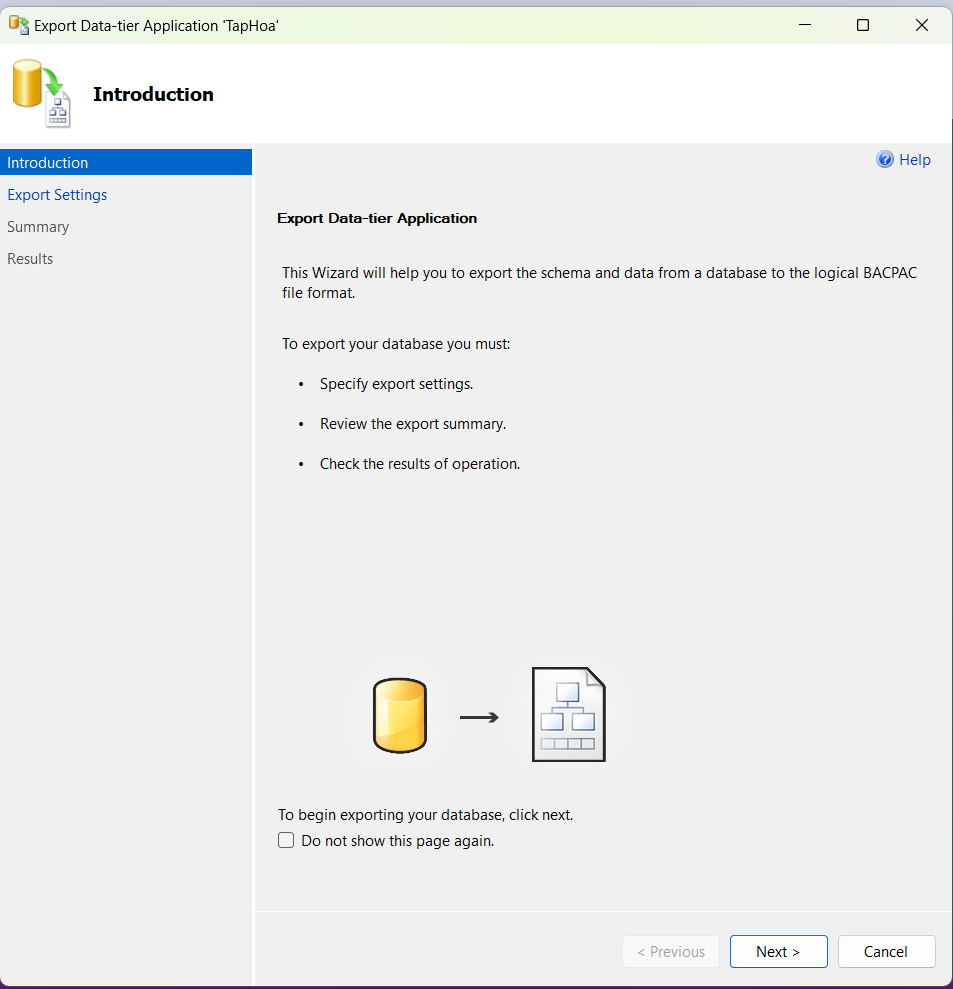 Export Data-tier Application 'TapHoa'
Introduction
Introduction
Export Settings
Summary
Results
Help
Export Data-tier Application
This Wizard will help you to export the schema and data from a database to the logical BACPAC
file format.
To export your database you must:
• Specify export settings.
• Review the export summary.
• Check the results of operation.
To begin exporting your database, click next.
Do not show this page again.
< Previous
Next >
Cancel